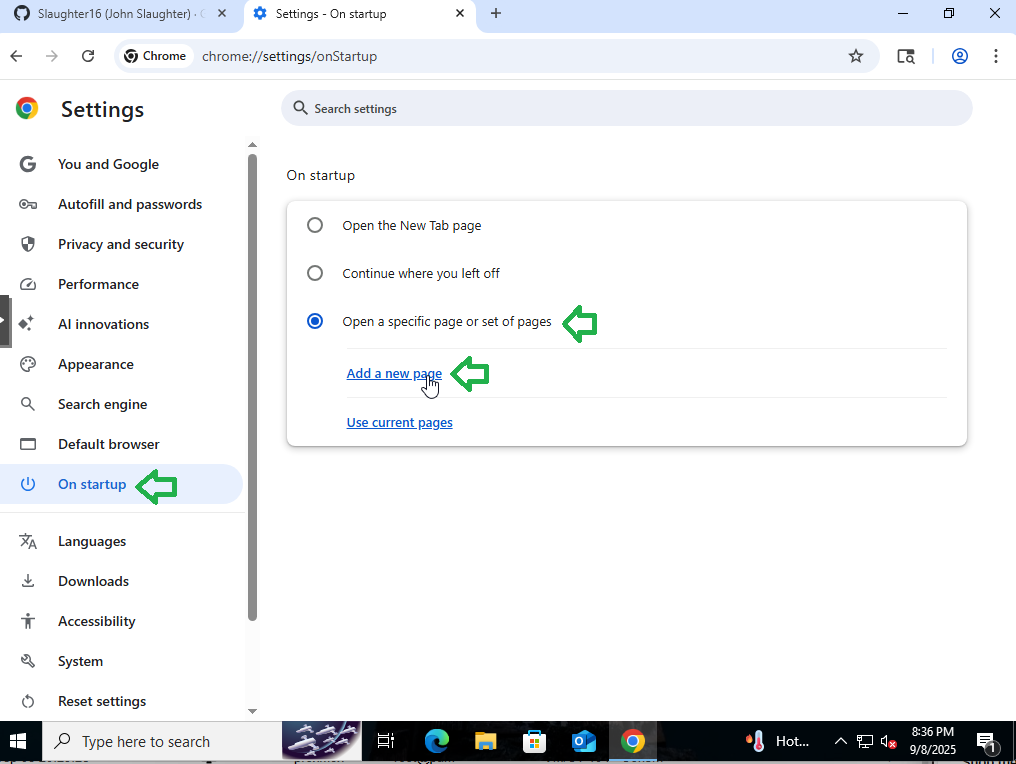 Slaughter16 (John Slaughter) ·
Settings - On startup
Chrome
chrome://settings/onStartup
Settings
Search settings
You and Google
Autofill and passwords
Privacy and security
Performance
AI innovations
Appearance
Search engine
Default browser
On startup
Languages
Downloads
Accessibility
System
Reset settings
On startup
Open the New Tab page
Continue where you left off
Open a specific page or set of pages
Add a new page
Use current pages
Type here to search
Hot...
8:36 PM
9/8/2025
1